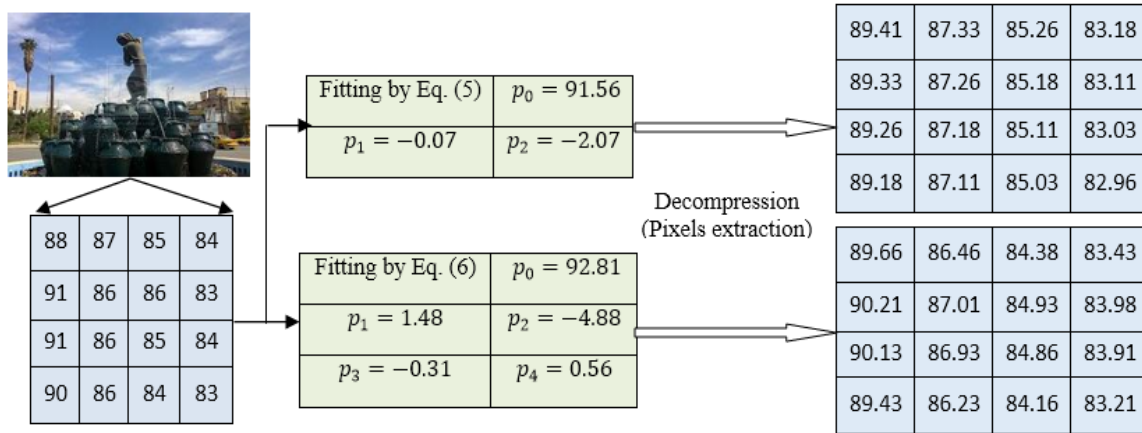 Fitting by Eq. (5) p₀ = 91.56
p₁ = −0.07 p₂ = −2.07
89.41 87.33 85.26 83.18
89.33 87.26 85.18 83.11
89.26 87.18 85.11 83.03
89.18 87.11 85.03 82.96
Decompression
(Pixels extraction)
88 87 85 84
91 86 86 83
91 86 85 84
90 86 84 83
Fitting by Eq. (6) p₀ = 92.81
p₁ = 1.48 p₂ = −4.88
p₃ = −0.31 p₄ = 0.56
89.66 86.46 84.38 83.43
90.21 87.01 84.93 83.98
90.13 86.93 84.86 83.91
89.43 86.23 84.16 83.21